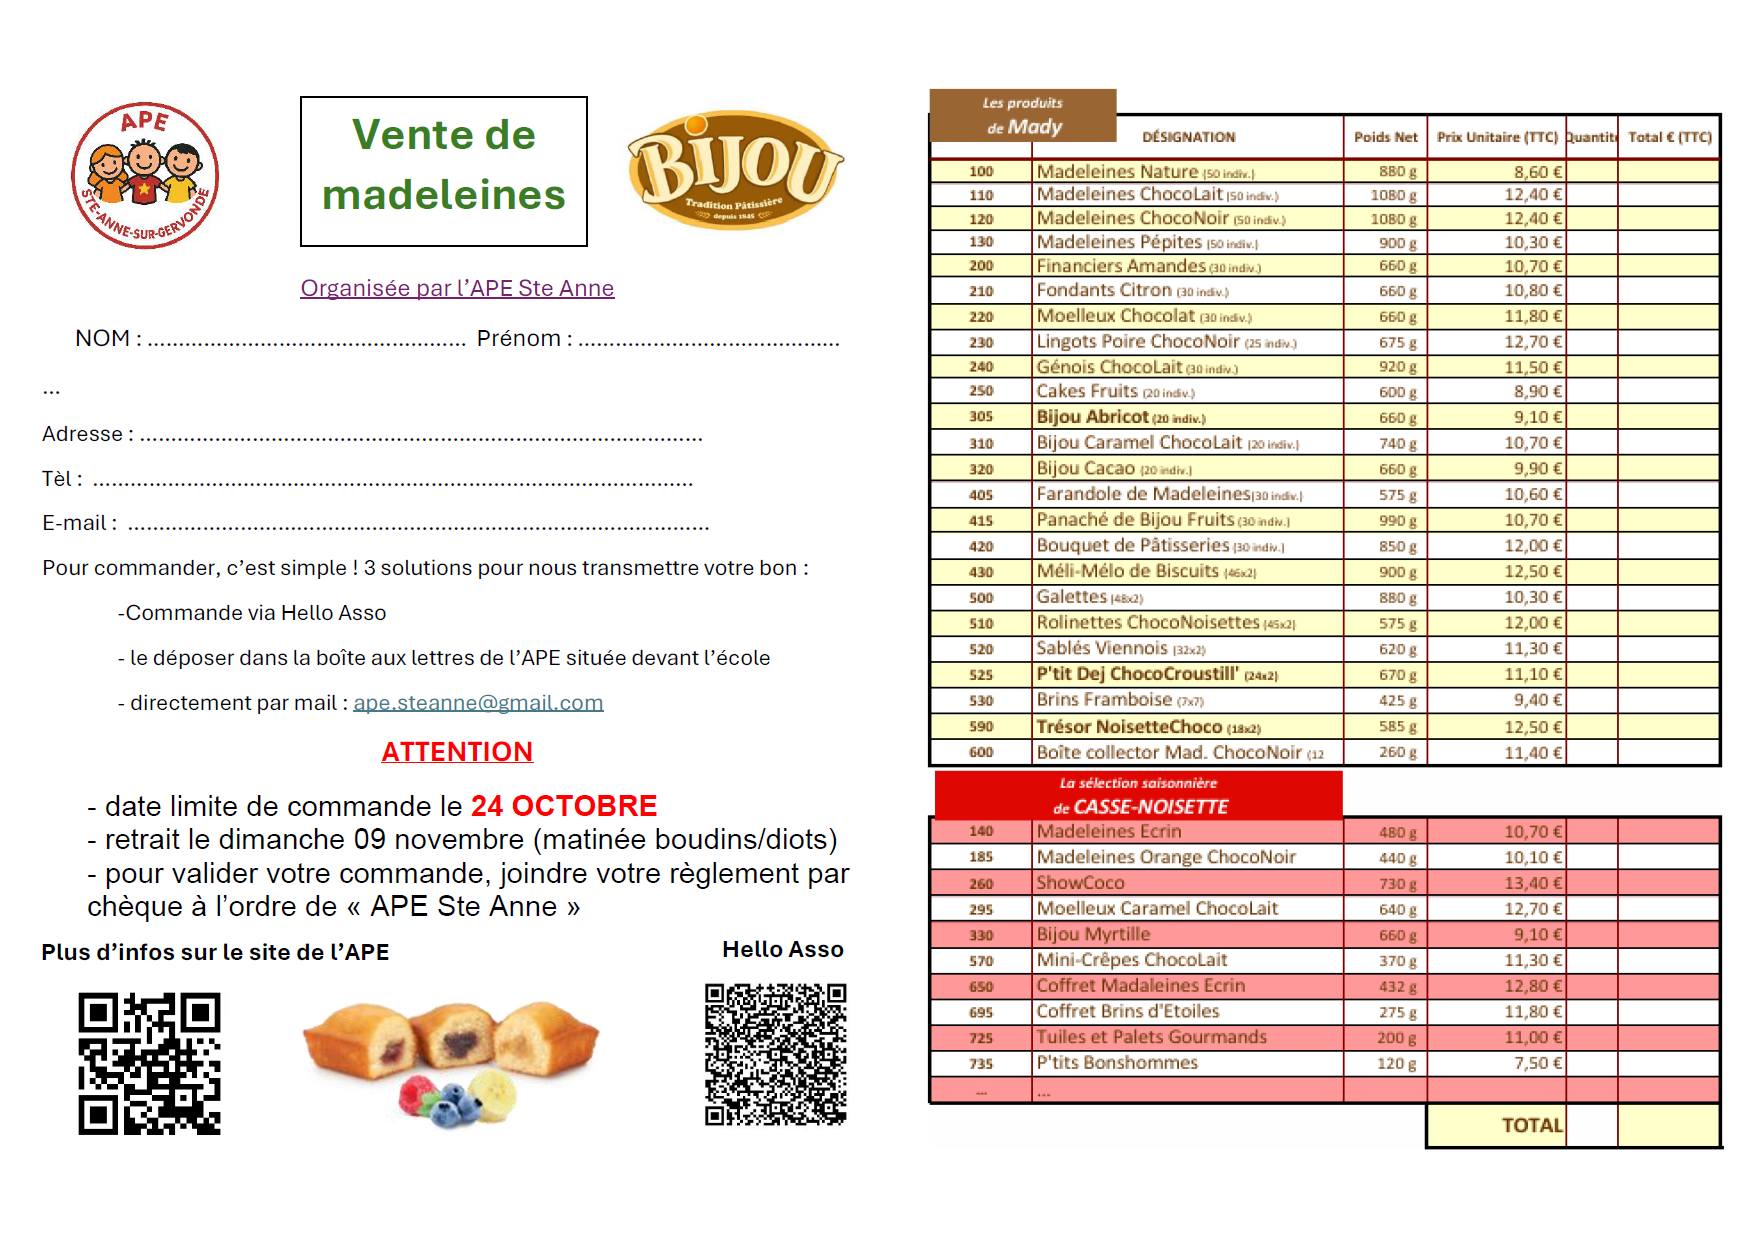 APE
STE-ANNE-SUR-GERVONDE
Vente de
madeleines
BIJOU
Tradition Pâtissière
depuis 1845
Organisée par l’APE Ste Anne
NOM : ................................................... Prénom : ..........................................
...
Adresse : ..........................................................................................
Tèl : ................................................................................................
E-mail : .............................................................................................
Pour commander, c’est simple ! 3 solutions pour nous transmettre votre bon :
-Commande via Hello Asso
- le déposer dans la boîte aux lettres de l’APE située devant l’école
- directement par mail : ape.steanne@gmail.com
ATTENTION
- date limite de commande le 24 OCTOBRE
- retrait le dimanche 09 novembre (matinée boudins/diots)
- pour valider votre commande, joindre votre règlement par
chèque à l’ordre de « APE Ste Anne »
Plus d’infos sur le site de l’APE
Hello Asso
Les produits
de Mady
DÉSIGNATION Poids Net Prix Unitaire (TTC) Quantité Total € (TTC)
100 Madeleines Nature (50 indiv.) 880 g 8,60 €
110 Madeleines ChocoLait (50 indiv.) 1080 g 12,40 €
120 Madeleines ChocoNoir (50 indiv.) 1080 g 12,40 €
130 Madeleines Pépites (50 indiv.) 900 g 10,30 €
200 Financiers Amandes (30 indiv.) 660 g 10,70 €
210 Fondants Citron (30 indiv.) 660 g 10,80 €
220 Moelleux Chocolat (30 indiv.) 660 g 11,80 €
230 Lingots Poire ChocoNoir (25 indiv.) 675 g 12,70 €
240 Génois ChocoLait (30 indiv.) 920 g 11,50 €
250 Cakes Fruits (20 indiv.) 600 g 8,90 €
305 Bijou Abricot (20 indiv.) 660 g 9,10 €
310 Bijou Caramel ChocoLait (20 indiv.) 740 g 10,70 €
320 Bijou Cacao (20 indiv.) 660 g 9,90 €
405 Farandole de Madeleines(30 indiv.) 575 g 10,60 €
415 Panaché de Bijou Fruits (30 indiv.) 990 g 10,70 €
420 Bouquet de Pâtisseries (30 indiv.) 850 g 12,00 €
430 Méli-Mélo de Biscuits (46x2) 900 g 12,50 €
500 Galettes (48x2) 880 g 10,30 €
510 Rolinettes ChocoNoisettes (45x2) 575 g 12,00 €
520 Sablés Viennois (32x2) 620 g 11,30 €
525 P'tit Dej ChocoCroustill' (24x2) 670 g 11,10 €
530 Brins Framboise (7x7) 425 g 9,40 €
590 Trésor NoisetteChoco (18x2) 585 g 12,50 €
600 Boîte collector Mad. ChocoNoir (12 260 g 11,40 €
La sélection saisonnière
de CASSE-NOISETTE
140 Madeleines Ecrin 480 g 10,70 €
185 Madeleines Orange ChocoNoir 440 g 10,10 €
260 ShowCoco 730 g 13,40 €
295 Moelleux Caramel ChocoLait 640 g 12,70 €
330 Bijou Myrtille 660 g 9,10 €
570 Mini-Crêpes ChocoLait 370 g 11,30 €
650 Coffret Madaleines Ecrin 432 g 12,80 €
695 Coffret Brins d'Etoiles 275 g 11,80 €
725 Tuiles et Palets Gourmands 200 g 11,00 €
735 P'tits Bonshommes 120 g 7,50 €
... ...
TOTAL